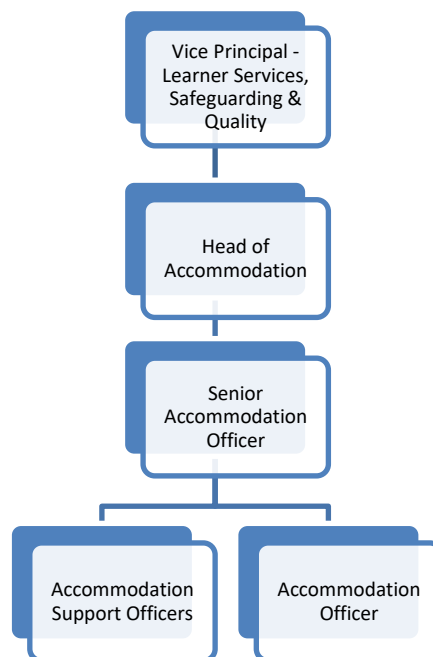 Vice Principal -
Learner Services,
Safeguarding &
Quality
Head of
Accommodation
Senior
Accommodation
Officer
Accommodation
Support Officers
Accommodation
Officer